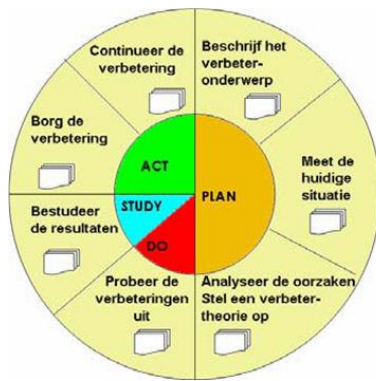 Continueer de
verbetering
Beschrijf het
verbeter-
onderwerp
Borg de
verbetering
Meet de
huidige
situatie
ACT
PLAN
STUDY
DO
Bestudeer
de resultaten
Probeer de
verbeteringen
uit
Analyseer de oorzaken
Stel een verbeter-
theorie op